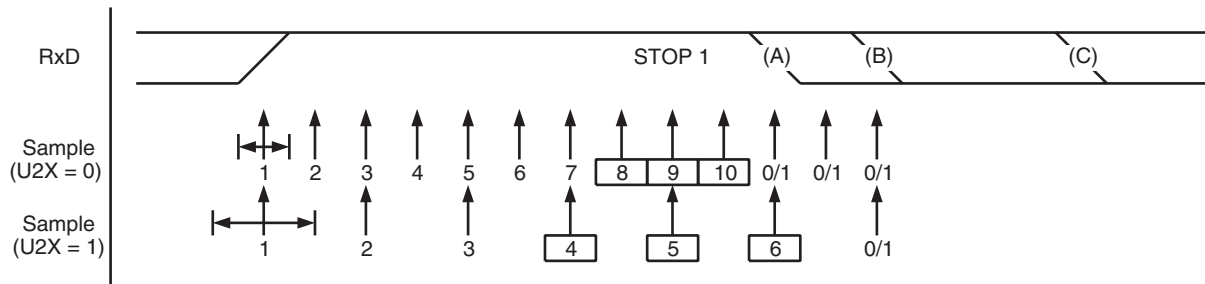 RxD STOP 1 (A) (B) (C)
Sample
(U2X = 0)
1 2 3 4 5 6 7 8 9 10 0/1 0/1 0/1
Sample
(U2X = 1)
1 2 3 4 5 6 0/1